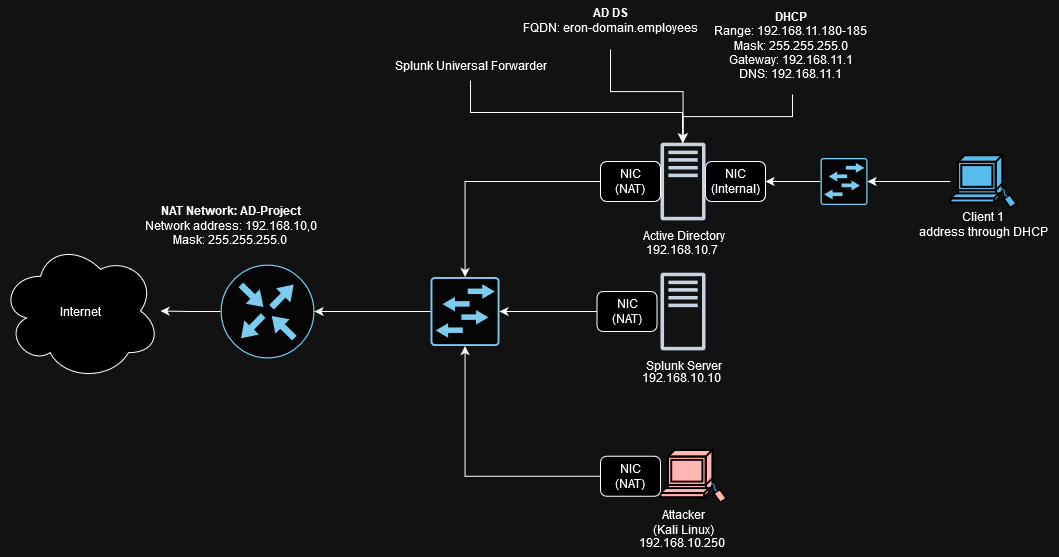 AD DS
FQDN: eron-domain.employees
DHCP
Range: 192.168.11.180-185
Mask: 255.255.255.0
Gateway: 192.168.11.1
DNS: 192.168.11.1
Splunk Universal Forwarder
NIC
(NAT)
NIC
(Internal)
Active Directory
192.168.10.7
Client 1
address through DHCP
NAT Network: AD-Project
Network address: 192.168.10,0
Mask: 255.255.255.0
Internet
NIC
(NAT)
Splunk Server
192.168.10.10
NIC
(NAT)
Attacker
(Kali Linux)
192.168.10.250